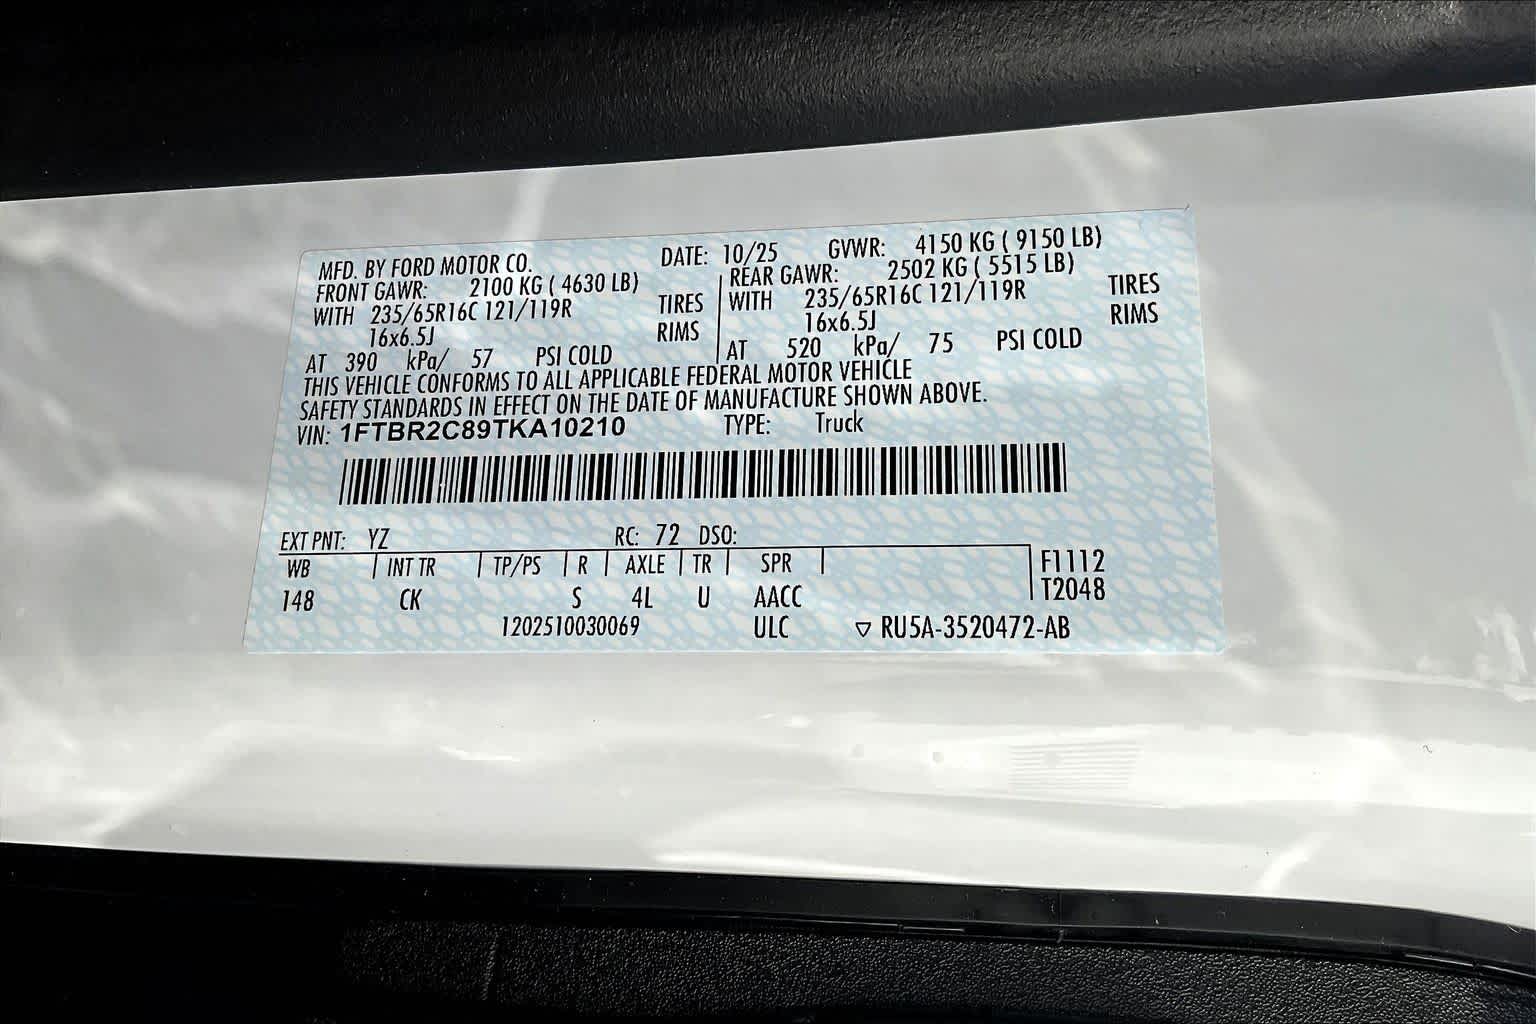 MFD. BY FORD MOTOR CO. DATE: 10/25 GVWR: 4150 KG ( 9150 LB)
FRONT GAWR: 2100 KG ( 4630 LB) REAR GAWR: 2502 KG ( 5515 LB)
WITH 235/65R16C 121/119R TIRES WITH 235/65R16C 121/119R TIRES
16x6.5J RIMS 16x6.5J RIMS
AT 390 kPa/ 57 PSI COLD AT 520 kPa/ 75 PSI COLD
THIS VEHICLE CONFORMS TO ALL APPLICABLE FEDERAL MOTOR VEHICLE
SAFETY STANDARDS IN EFFECT ON THE DATE OF MANUFACTURE SHOWN ABOVE.
VIN: 1FTBR2C89TKA10210 TYPE: Truck
EXT PNT: YZ RC: 72 DSO:
WB INT TR TP/PS R AXLE TR SPR F1112
148 CK S 4L U AACC T2048
1202510030069 ULC ▽ RU5A-3520472-AB